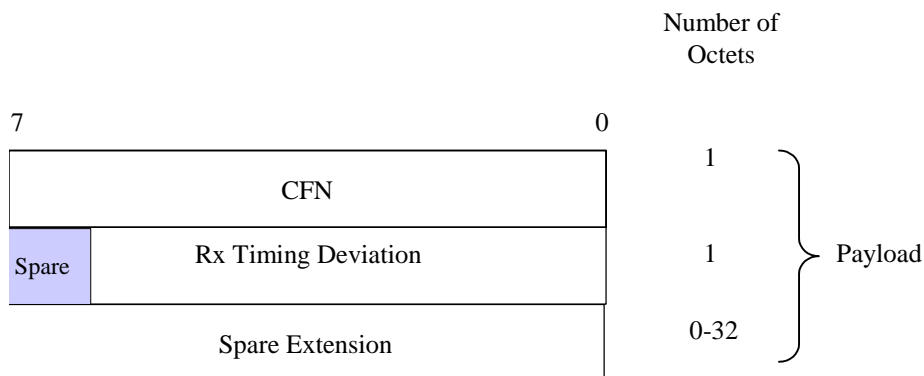 Number of
Octets
7
0
CFN
1
Spare
Rx Timing Deviation
1
Payload
Spare Extension
0-32